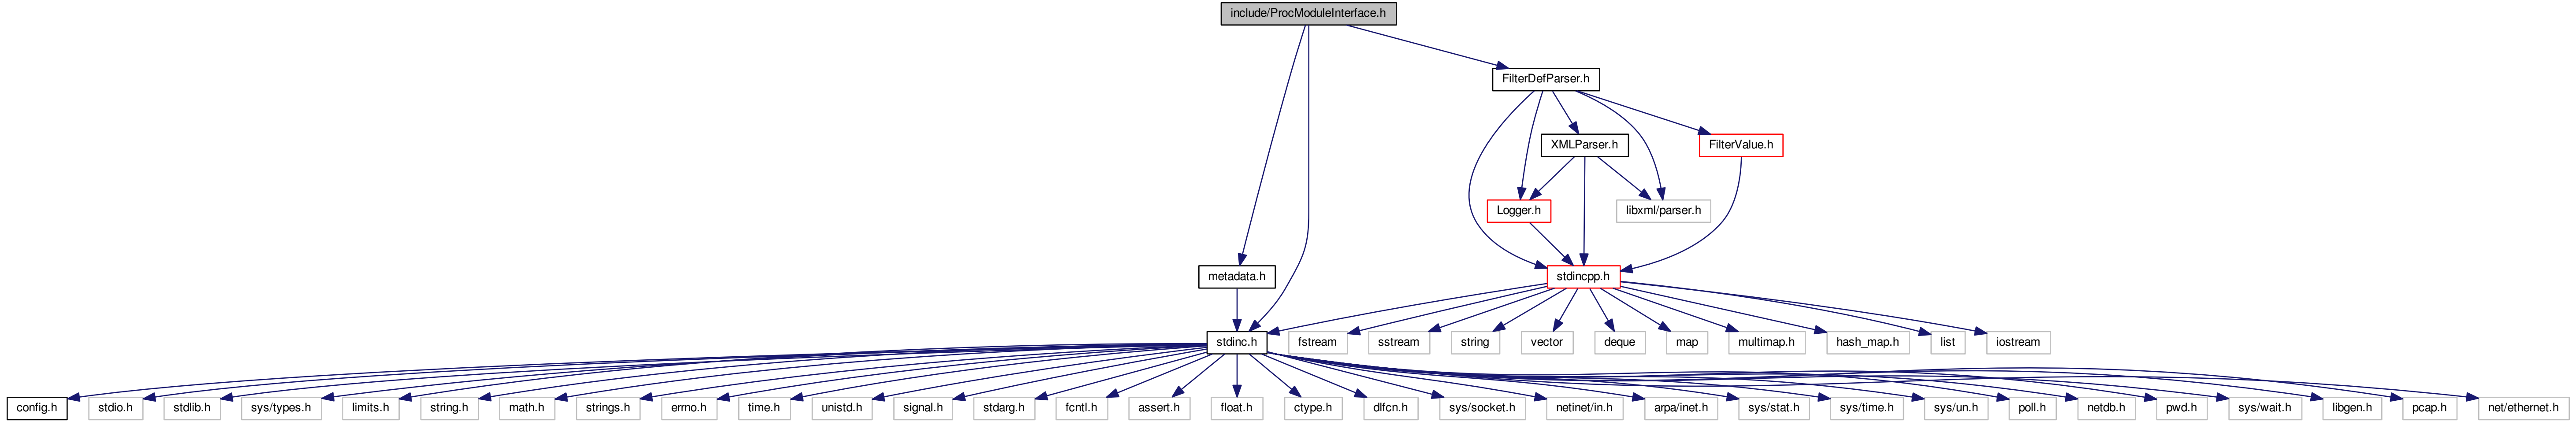 include/ProcModuleInterface.h
FilterDefParser.h
XMLParser.h
FilterValue.h
Logger.h
libxml/parser.h
metadata.h
stdincpp.h
stdinc.h
fstream
sstream
string
vector
deque
map
multimap.h
hash_map.h
list
iostream
config.h
stdio.h
stdlib.h
sys/types.h
limits.h
string.h
math.h
strings.h
errno.h
time.h
unistd.h
signal.h
stdarg.h
fcntl.h
assert.h
float.h
ctype.h
dlfcn.h
sys/socket.h
netinet/in.h
arpa/inet.h
sys/stat.h
sys/time.h
sys/un.h
poll.h
netdb.h
pwd.h
sys/wait.h
libgen.h
pcap.h
net/ethernet.h